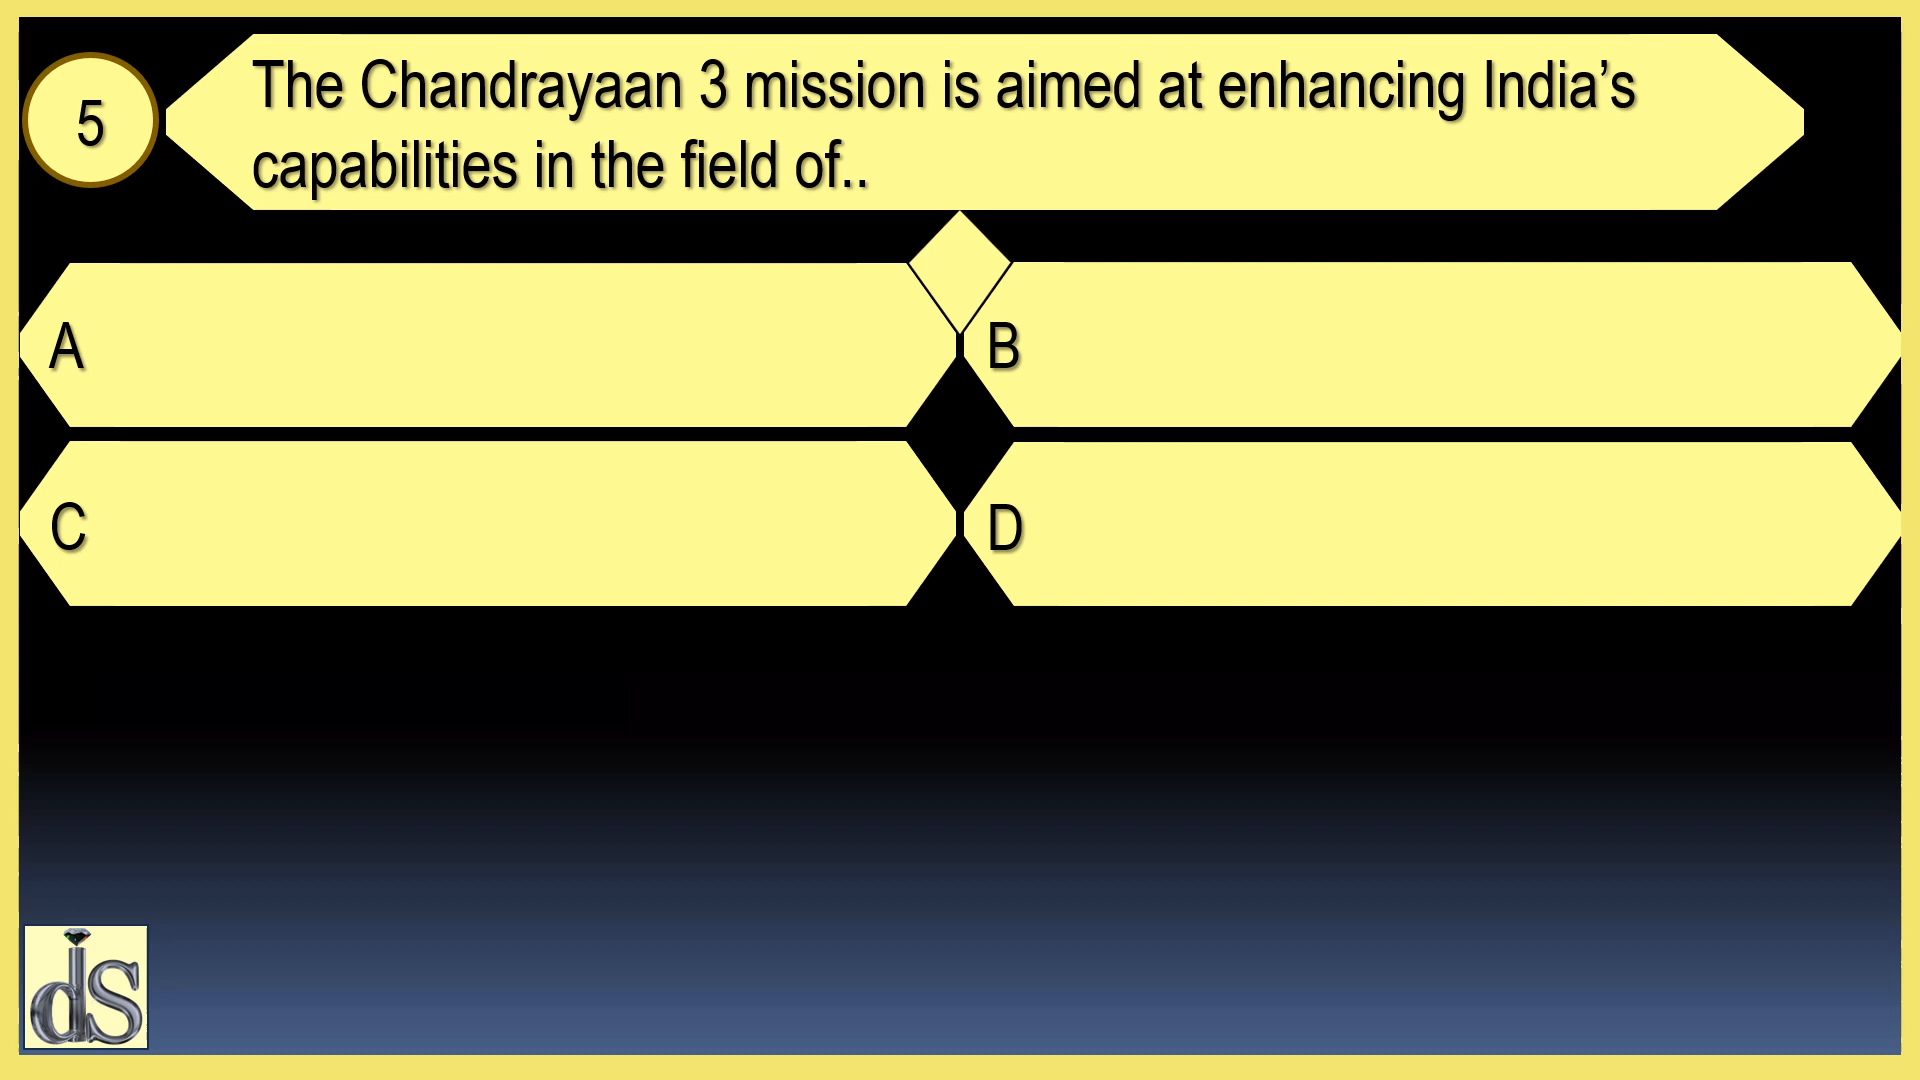 5
The Chandrayaan 3 mission is aimed at enhancing India’s
capabilities in the field of..
A
B
C
D
ds